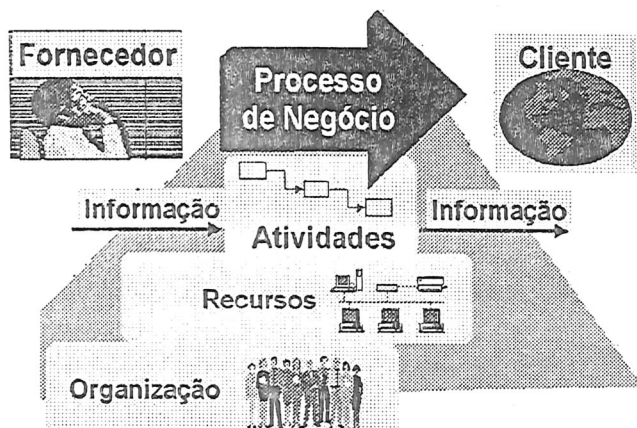 Fornecedor
Processo
de Negócio
Cliente
Informação
Informação
Atividades
Recursos
Organização